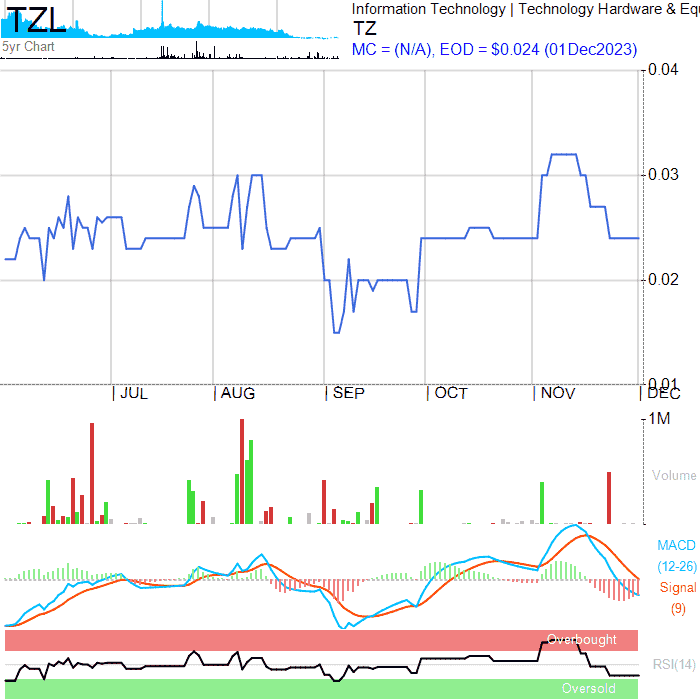 TZL
5yr Chart
Information Technology | Technology Hardware & Equ
TZ
MC = (N/A), EOD = $0.024 (01Dec2023)
0.04
0.03
0.02
0.01
JUL AUG SEP OCT NOV DEC
1M
Volume
MACD
(12-26)
Signal
(9)
Overbought
RSI(14)
Oversold